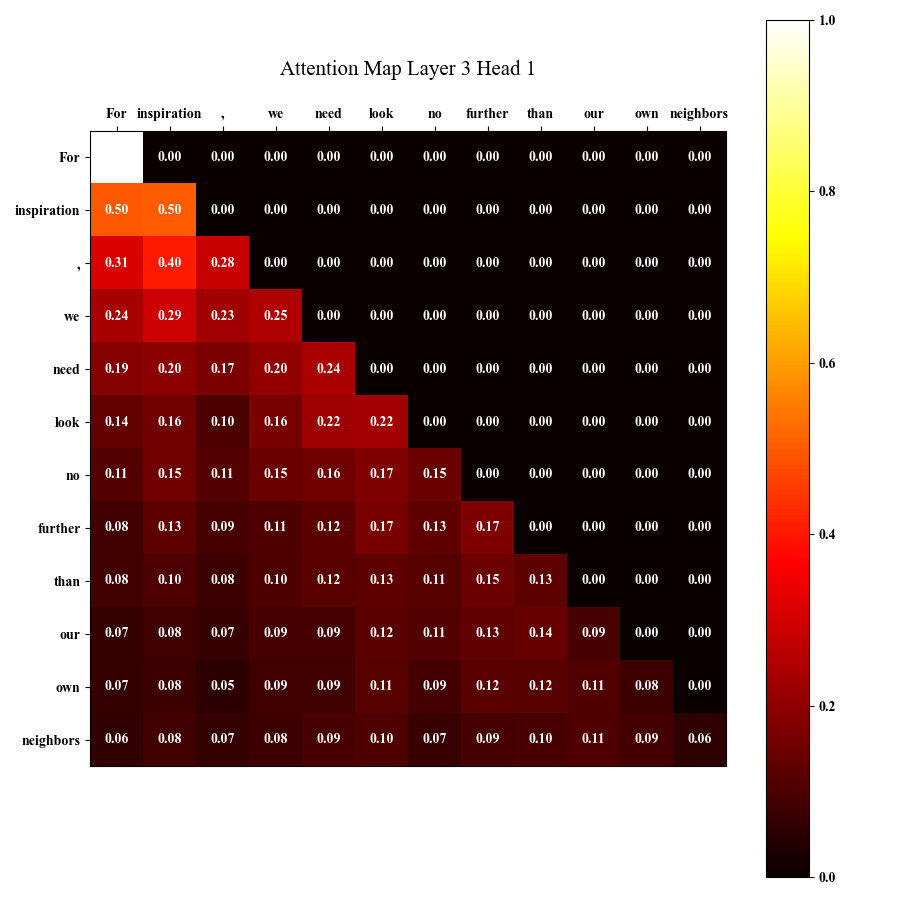 Attention Map Layer 3 Head 1
For inspiration , we need look no further than our own neighbors
For 0.00 0.00 0.00 0.00 0.00 0.00 0.00 0.00 0.00 0.00 0.00
inspiration 0.50 0.50 0.00 0.00 0.00 0.00 0.00 0.00 0.00 0.00 0.00
, 0.31 0.40 0.28 0.00 0.00 0.00 0.00 0.00 0.00 0.00 0.00
we 0.24 0.29 0.23 0.25 0.00 0.00 0.00 0.00 0.00 0.00 0.00
need 0.19 0.20 0.17 0.20 0.24 0.00 0.00 0.00 0.00 0.00 0.00 0.00
look 0.14 0.16 0.10 0.16 0.22 0.22 0.00 0.00 0.00 0.00 0.00 0.00
no 0.11 0.15 0.11 0.15 0.16 0.17 0.15 0.00 0.00 0.00 0.00 0.00
further 0.08 0.13 0.09 0.11 0.12 0.17 0.13 0.17 0.00 0.00 0.00 0.00
than 0.08 0.10 0.08 0.10 0.12 0.13 0.11 0.15 0.13 0.00 0.00 0.00
our 0.07 0.08 0.07 0.09 0.09 0.12 0.11 0.13 0.14 0.09 0.00 0.00
own 0.07 0.08 0.05 0.09 0.09 0.11 0.09 0.12 0.12 0.11 0.08 0.00
neighbors 0.06 0.08 0.07 0.08 0.09 0.10 0.07 0.09 0.10 0.11 0.09 0.06
1.0
0.8
0.6
0.4
0.2
0.0